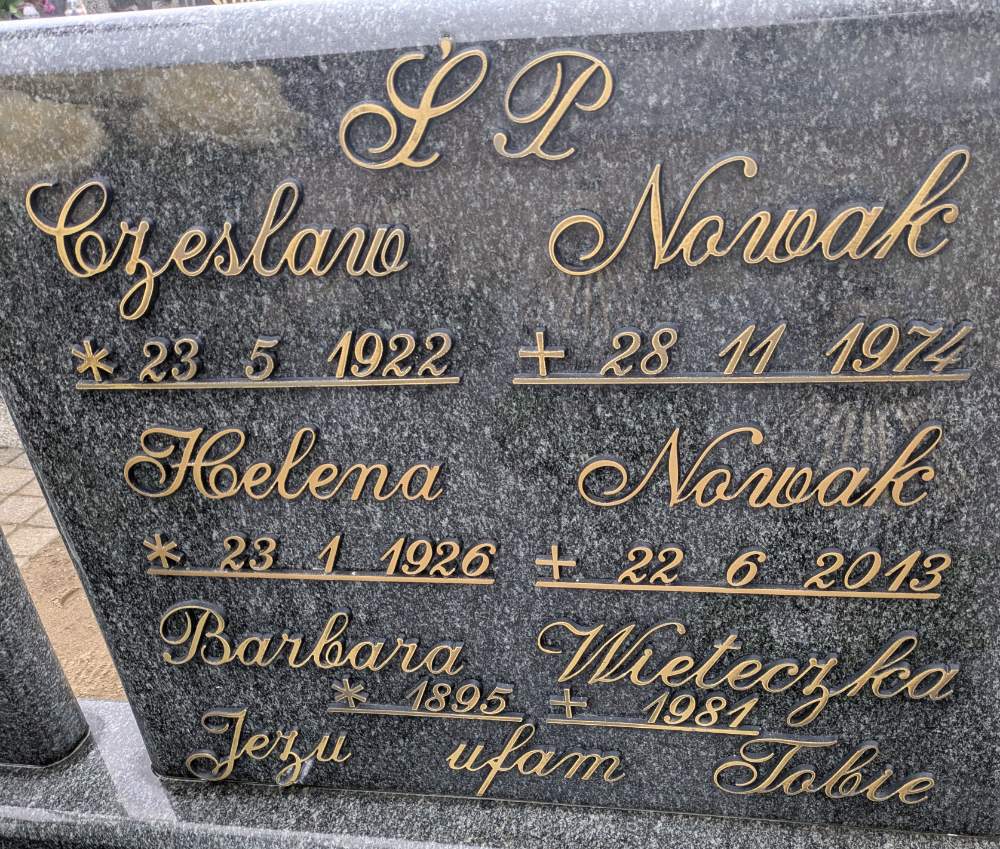 Ś P
Czesław Nowak
* 23 5 1922 + 28 11 1974
Helena Nowak
* 23 1 1926 + 22 6 2013
Barbara Wieteczka
* 1895 + 1981
Jezu ufam Tobie